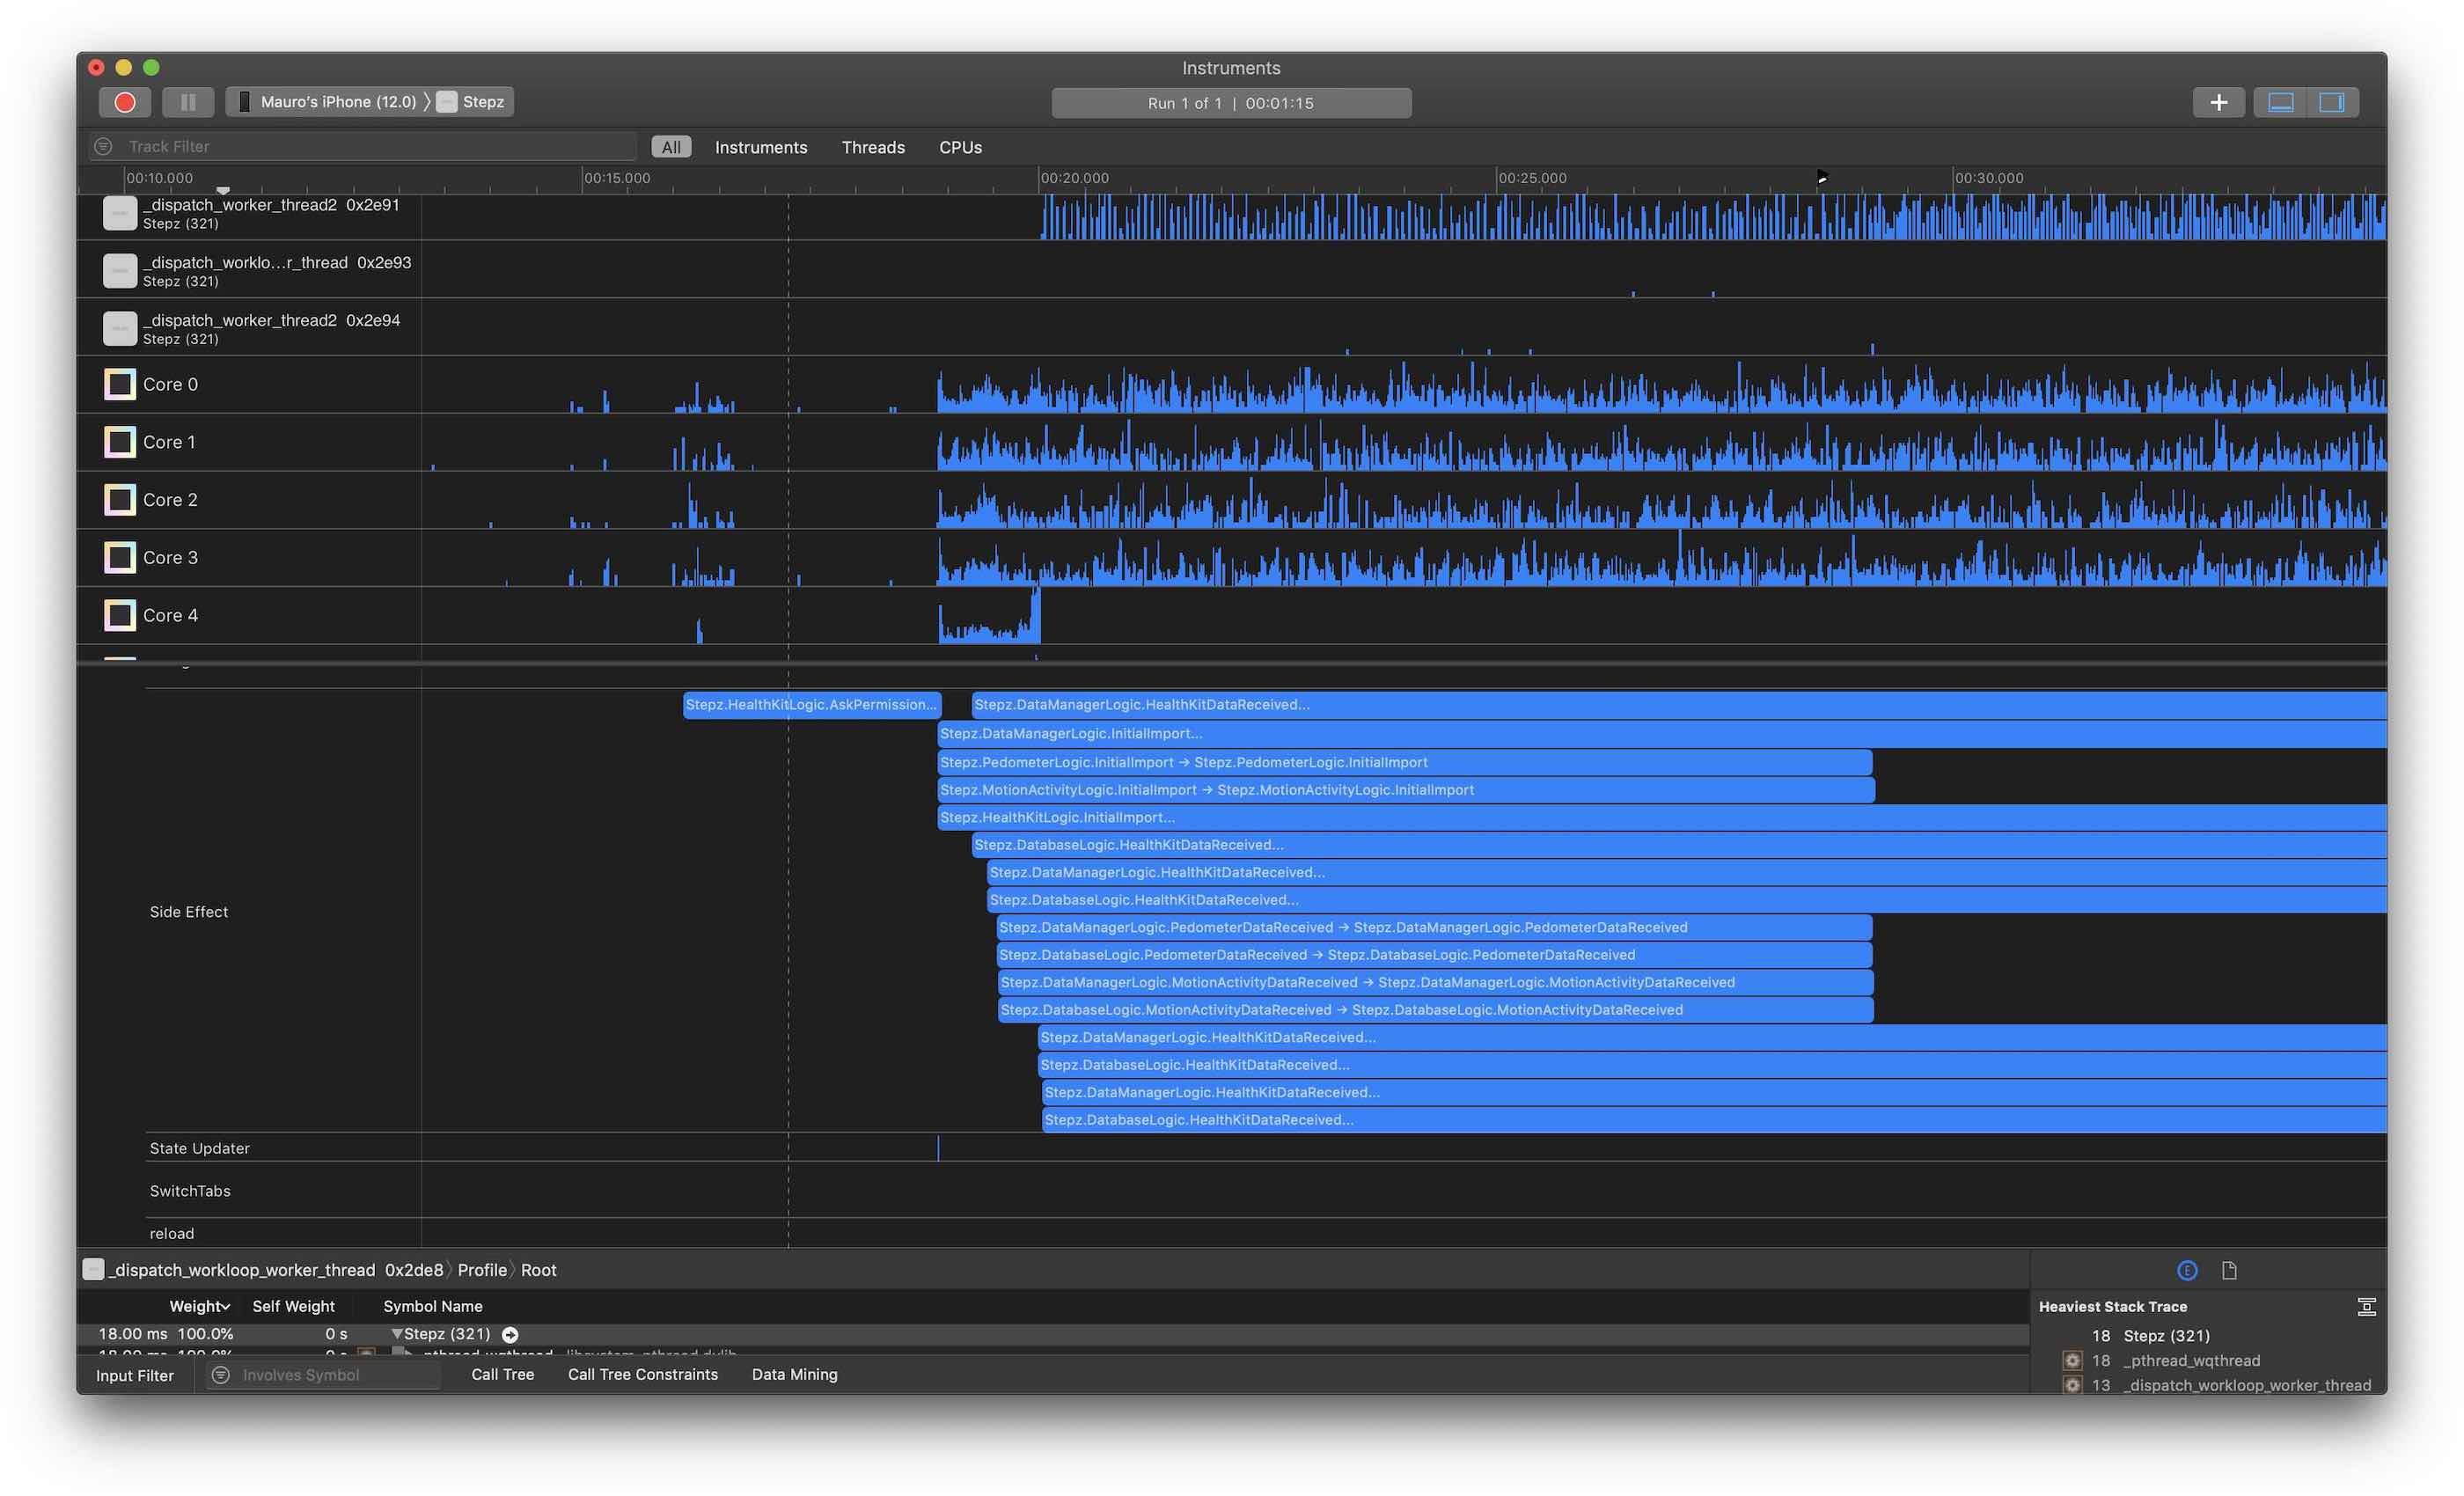 Instruments
Mauro's iPhone (12.0) 〉 Stepz
Run 1 of 1 | 00:01:15
Track Filter
All Instruments Threads CPUs
00:10.000 00:15.000 00:20.000 00:25.000 00:30.000
_dispatch_worker_thread2 0x2e91
Stepz (321)
_dispatch_worklo...r_thread 0x2e93
Stepz (321)
_dispatch_worker_thread2 0x2e94
Stepz (321)
Core 0
Core 1
Core 2
Core 3
Core 4
Side Effect
Stepz.HealthKitLogic.AskPermission... Stepz.DataManagerLogic.HealthKitDataReceived...
Stepz.DataManagerLogic.InitialImport...
Stepz.PedometerLogic.InitialImport → Stepz.PedometerLogic.InitialImport
Stepz.MotionActivityLogic.InitialImport → Stepz.MotionActivityLogic.InitialImport
Stepz.HealthKitLogic.InitialImport...
Stepz.DatabaseLogic.HealthKitDataReceived...
Stepz.DataManagerLogic.HealthKitDataReceived...
Stepz.DatabaseLogic.HealthKitDataReceived...
Stepz.DataManagerLogic.PedometerDataReceived → Stepz.DataManagerLogic.PedometerDataReceived
Stepz.DatabaseLogic.PedometerDataReceived → Stepz.DatabaseLogic.PedometerDataReceived
Stepz.DataManagerLogic.MotionActivityDataReceived → Stepz.DataManagerLogic.MotionActivityDataReceived
Stepz.DatabaseLogic.MotionActivityDataReceived → Stepz.DatabaseLogic.MotionActivityDataReceived
Stepz.DataManagerLogic.HealthKitDataReceived...
Stepz.DatabaseLogic.HealthKitDataReceived...
Stepz.DataManagerLogic.HealthKitDataReceived...
Stepz.DatabaseLogic.HealthKitDataReceived...
State Updater
SwitchTabs
reload
_dispatch_workloop_worker_thread 0x2de8 〉 Profile 〉 Root
Weight Self Weight Symbol Name
18.00 ms 100.0% 0 s Stepz (321)
Input Filter Involves Symbol Call Tree Call Tree Constraints Data Mining
Heaviest Stack Trace
18 Stepz (321)
18 _pthread_wqthread
13 _dispatch_workloop_worker_thread